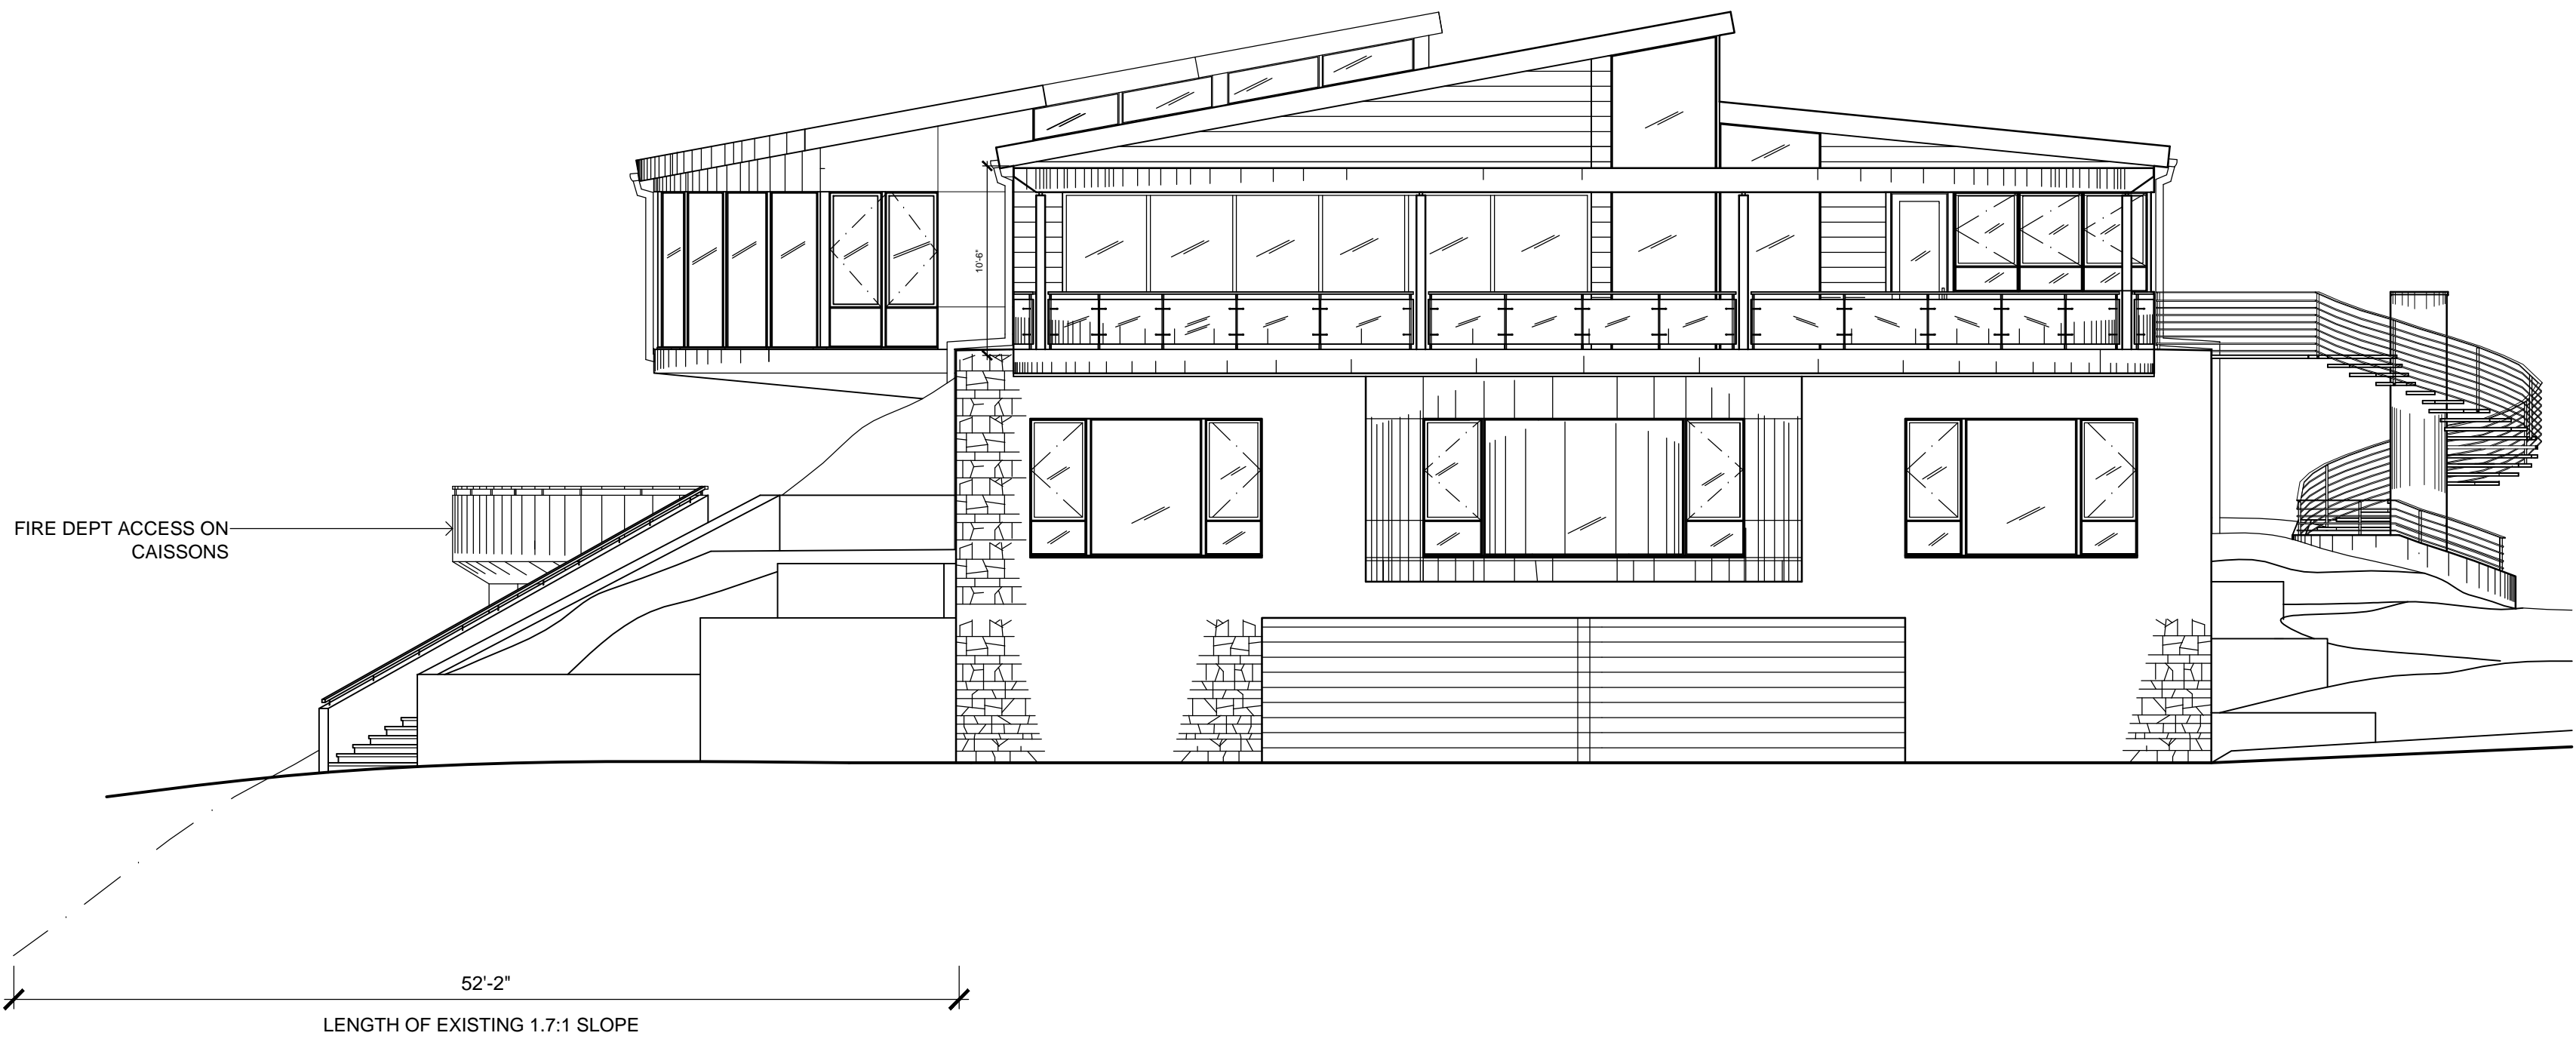 10'-6"
FIRE DEPT ACCESS ON
CAISSONS
52'-2"
LENGTH OF EXISTING 1.7:1 SLOPE